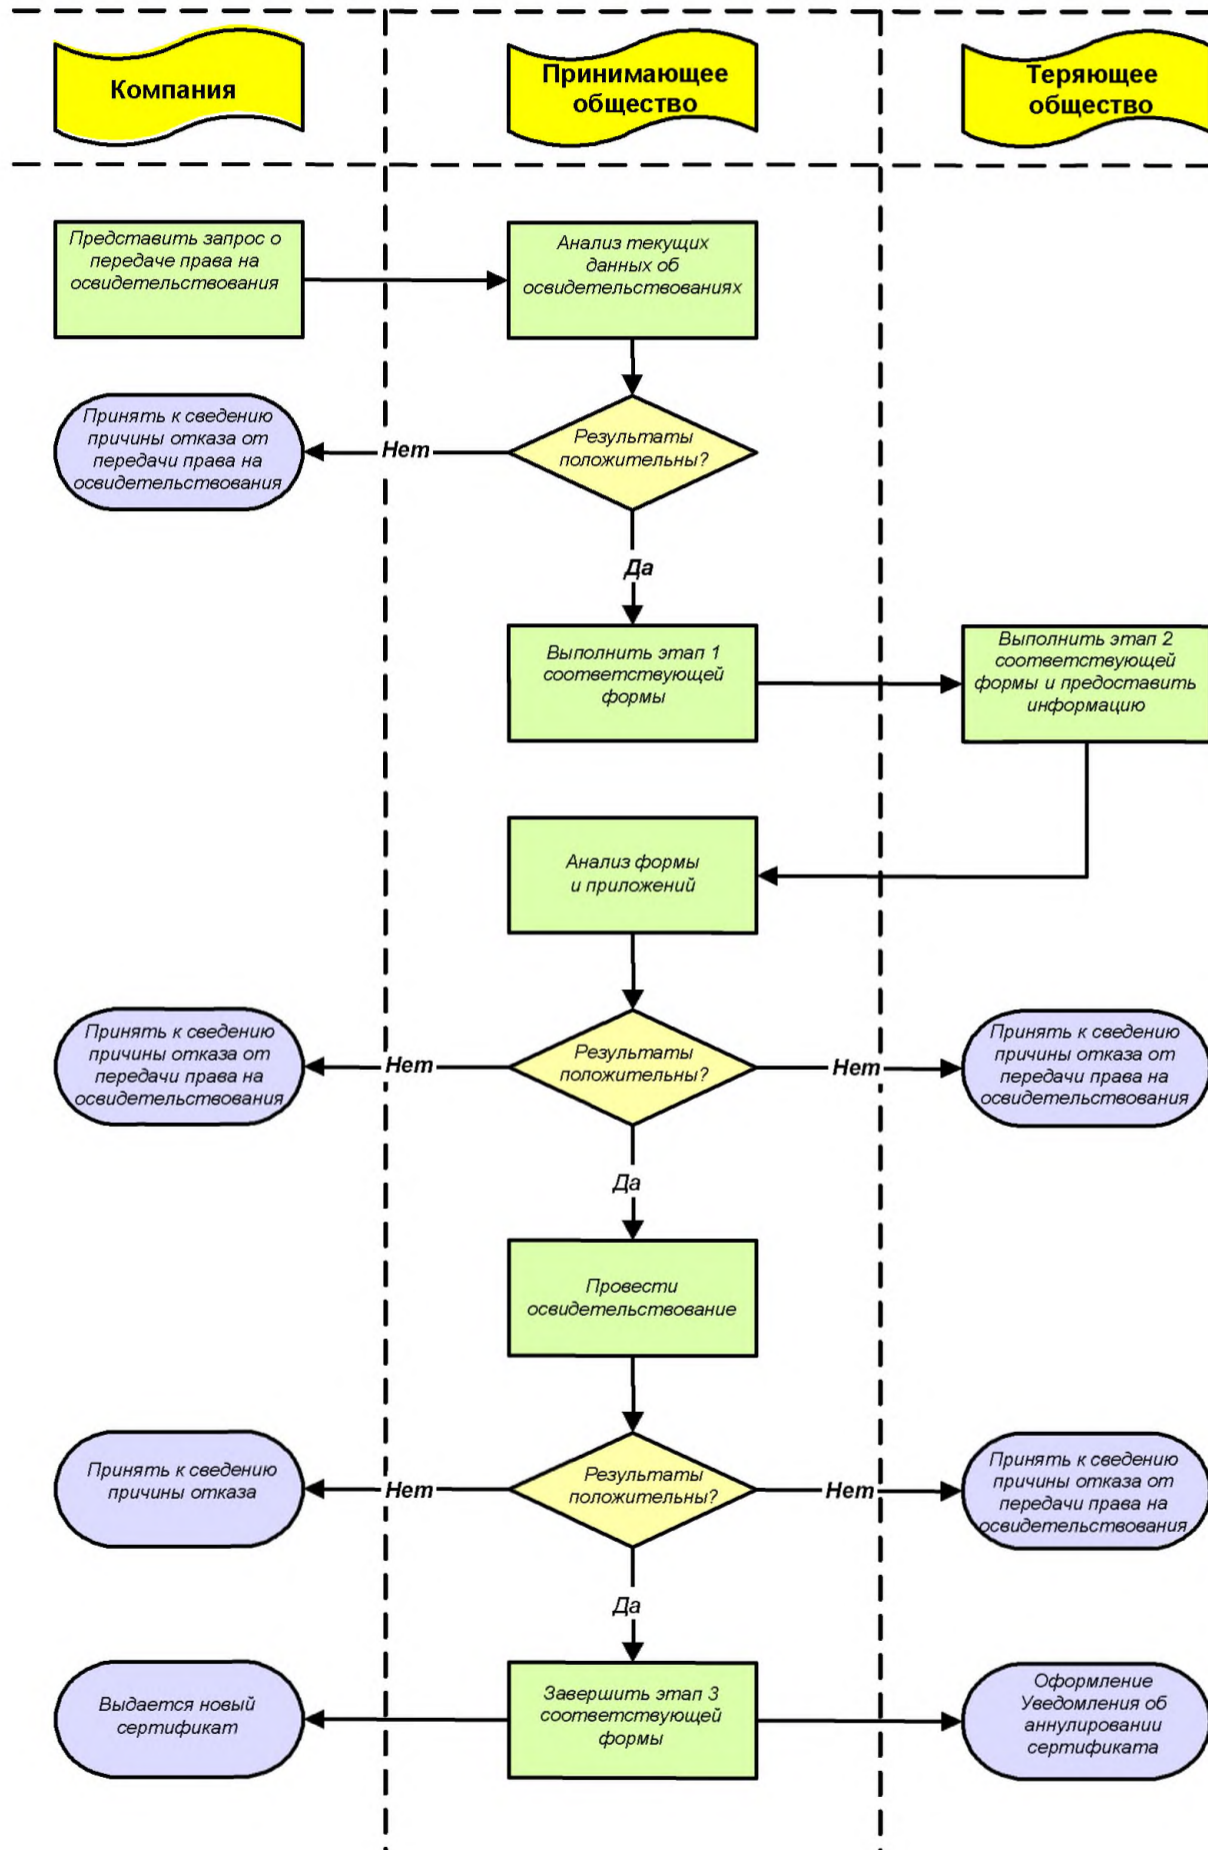 Компания
Принимающее
общество
Теряющее
общество
Представить запрос о
передаче права на
освидетельствования
Анализ текущих
данных об
освидетельствованиях
Принять к сведению
причины отказа от
передачи права на
освидетельствования
Нет
Результаты
положительны?
Да
Выполнить этап 1
соответствующей
формы
Выполнить этап 2
соответствующей
формы и предоставить
информацию
Анализ формы
и приложений
Принять к сведению
причины отказа от
передачи права на
освидетельствования
Нет
Результаты
положительны?
Нет
Принять к сведению
причины отказа от
передачи права на
освидетельствования
Да
Провести
освидетельствование
Принять к сведению
причины отказа
Нет
Результаты
положительны?
Нет
Принять к сведению
причины отказа от
передачи права на
освидетельствования
Да
Выдается новый
сертификат
Завершить этап 3
соответствующей
формы
Оформление
Уведомления об
аннулировании
сертификата